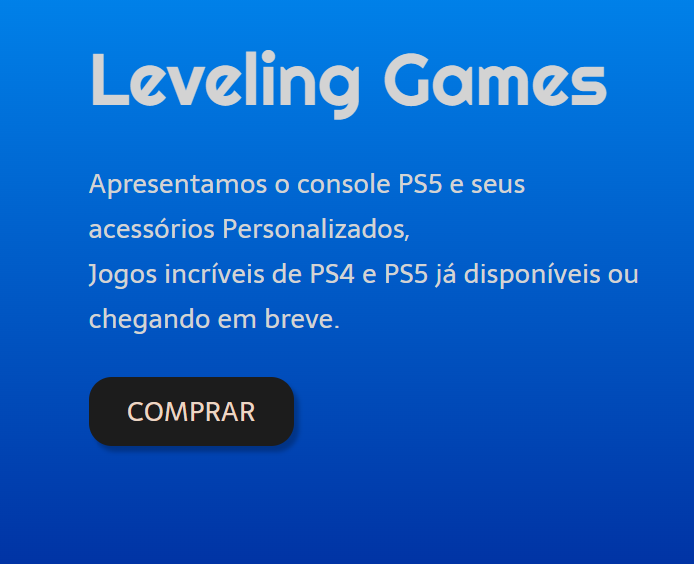 Leveling Games
Apresentamos o console PS5 e seus
acessórios Personalizados,
Jogos incríveis de PS4 e PS5 já disponíveis ou
chegando em breve.
COMPRAR